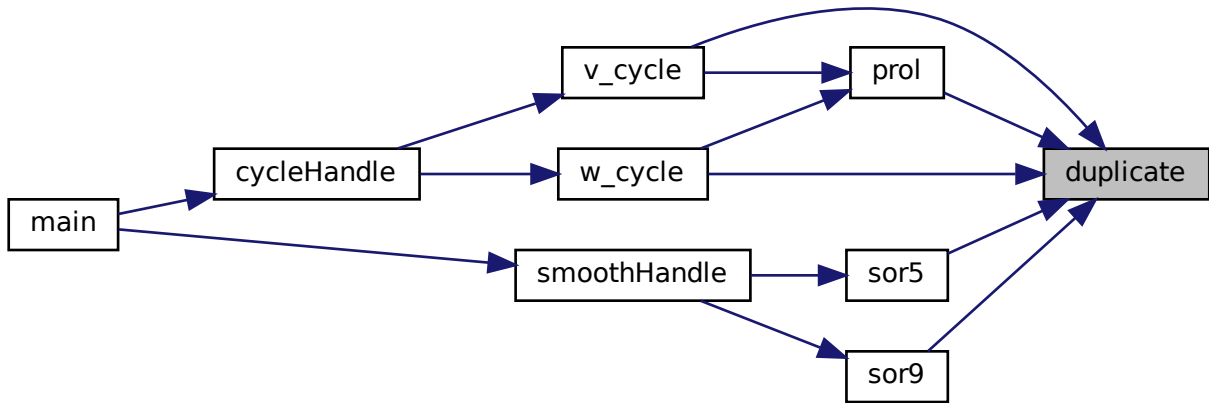 v_cycle
prol
cycleHandle
w_cycle
duplicate
main
smoothHandle
sor5
sor9